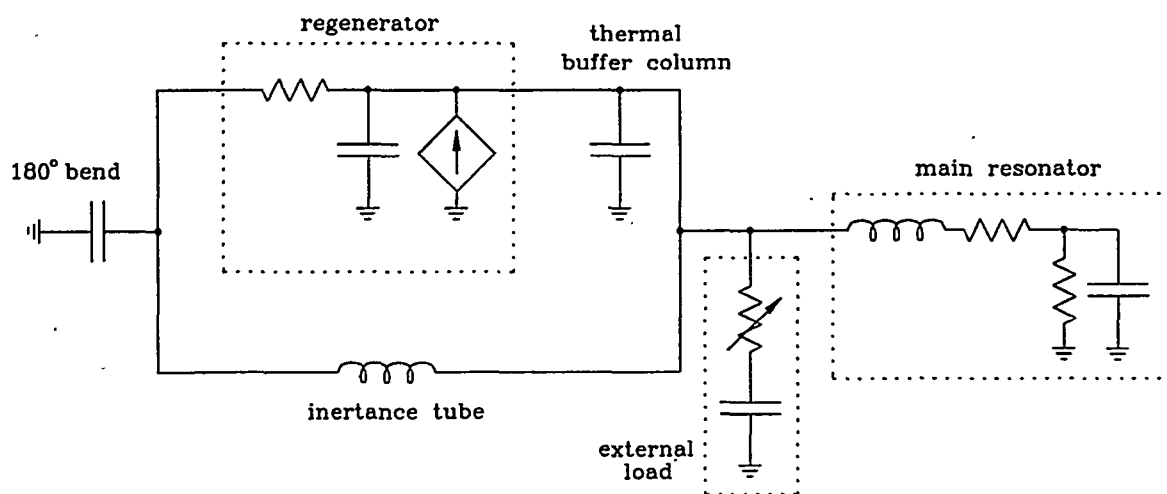 regenerator
thermal
buffer column
180° bend
main resonator
inertance tube
external
load